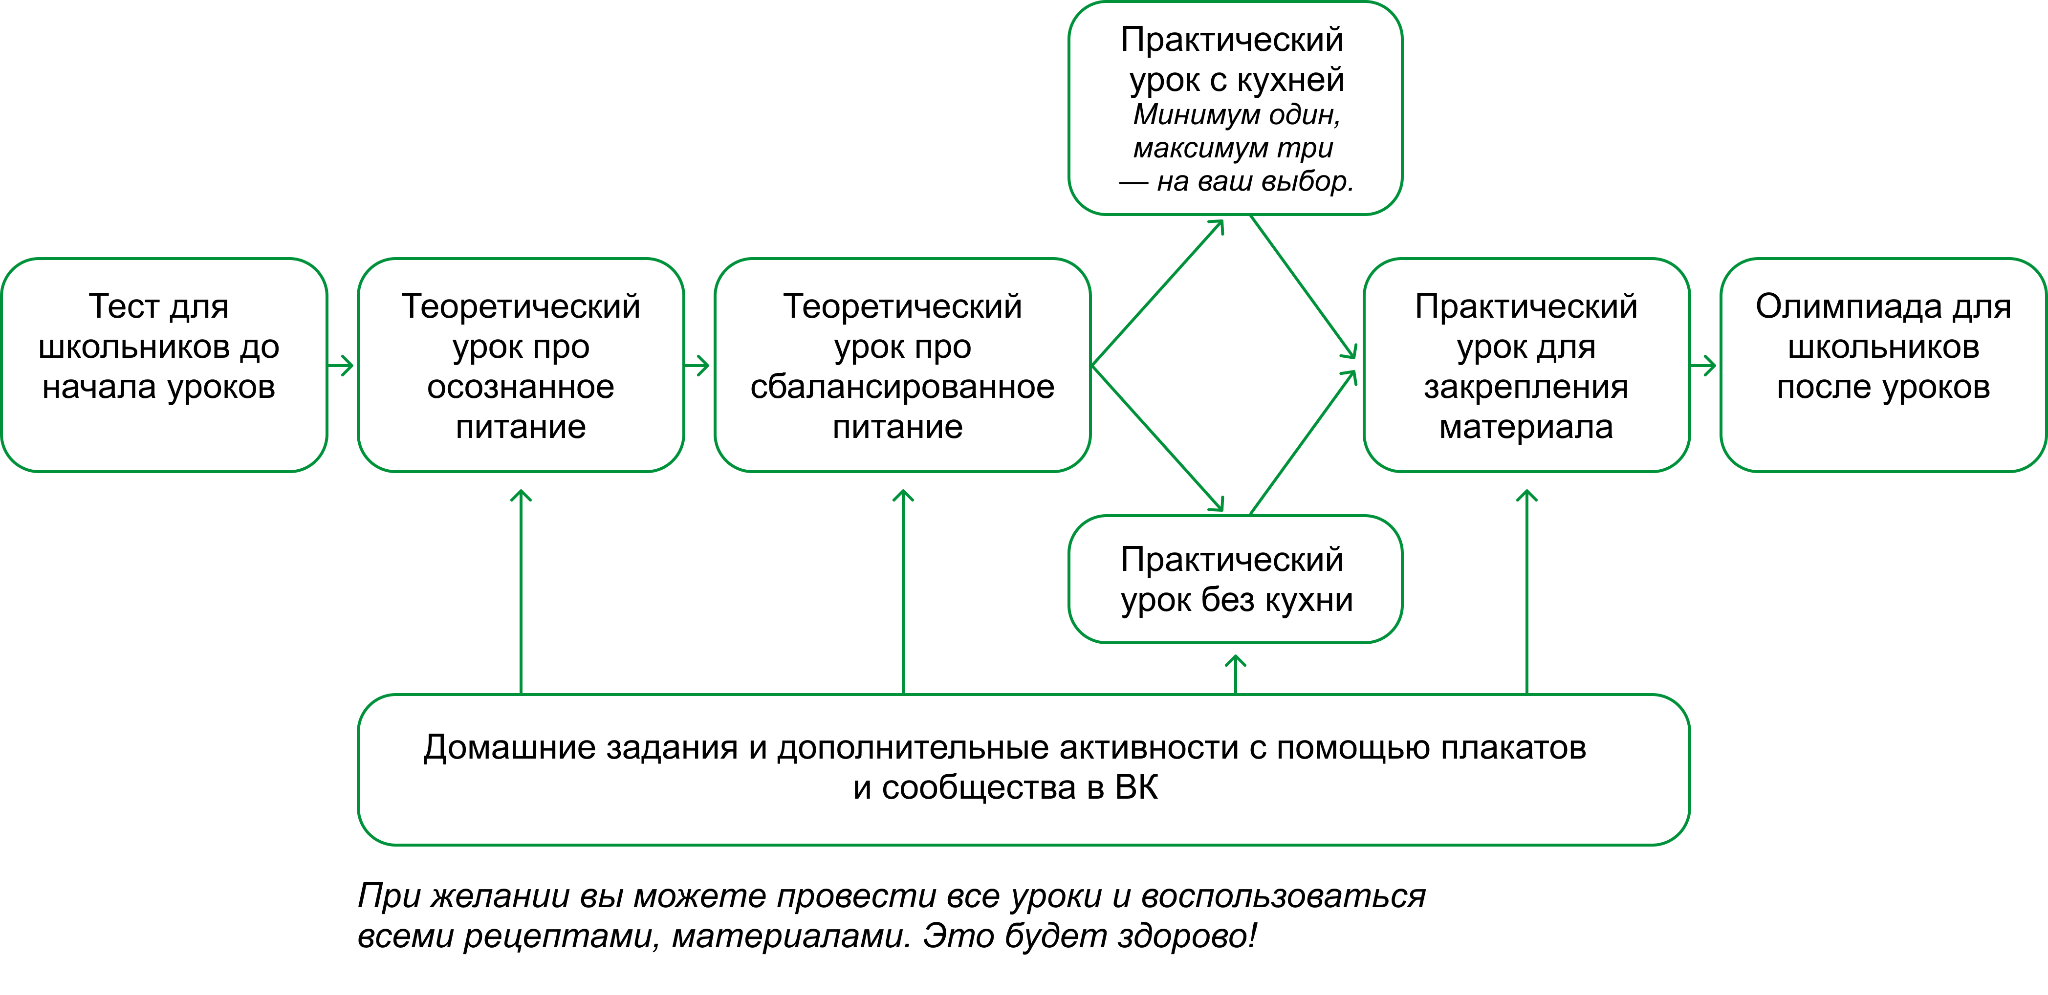 Практический
урок с кухней
Минимум один,
максимум три
— на ваш выбор.
Тест для
школьников до
начала уроков
Теоретический
урок про
осознанное
питание
Теоретический
урок про
сбалансированное
питание
Практический
урок для
закрепления
материала
Олимпиада для
школьников
после уроков
Практический
урок без кухни
Домашние задания и дополнительные активности с помощью плакатов
и сообщества в ВК
При желании вы можете провести все уроки и воспользоваться
всеми рецептами, материалами. Это будет здорово!